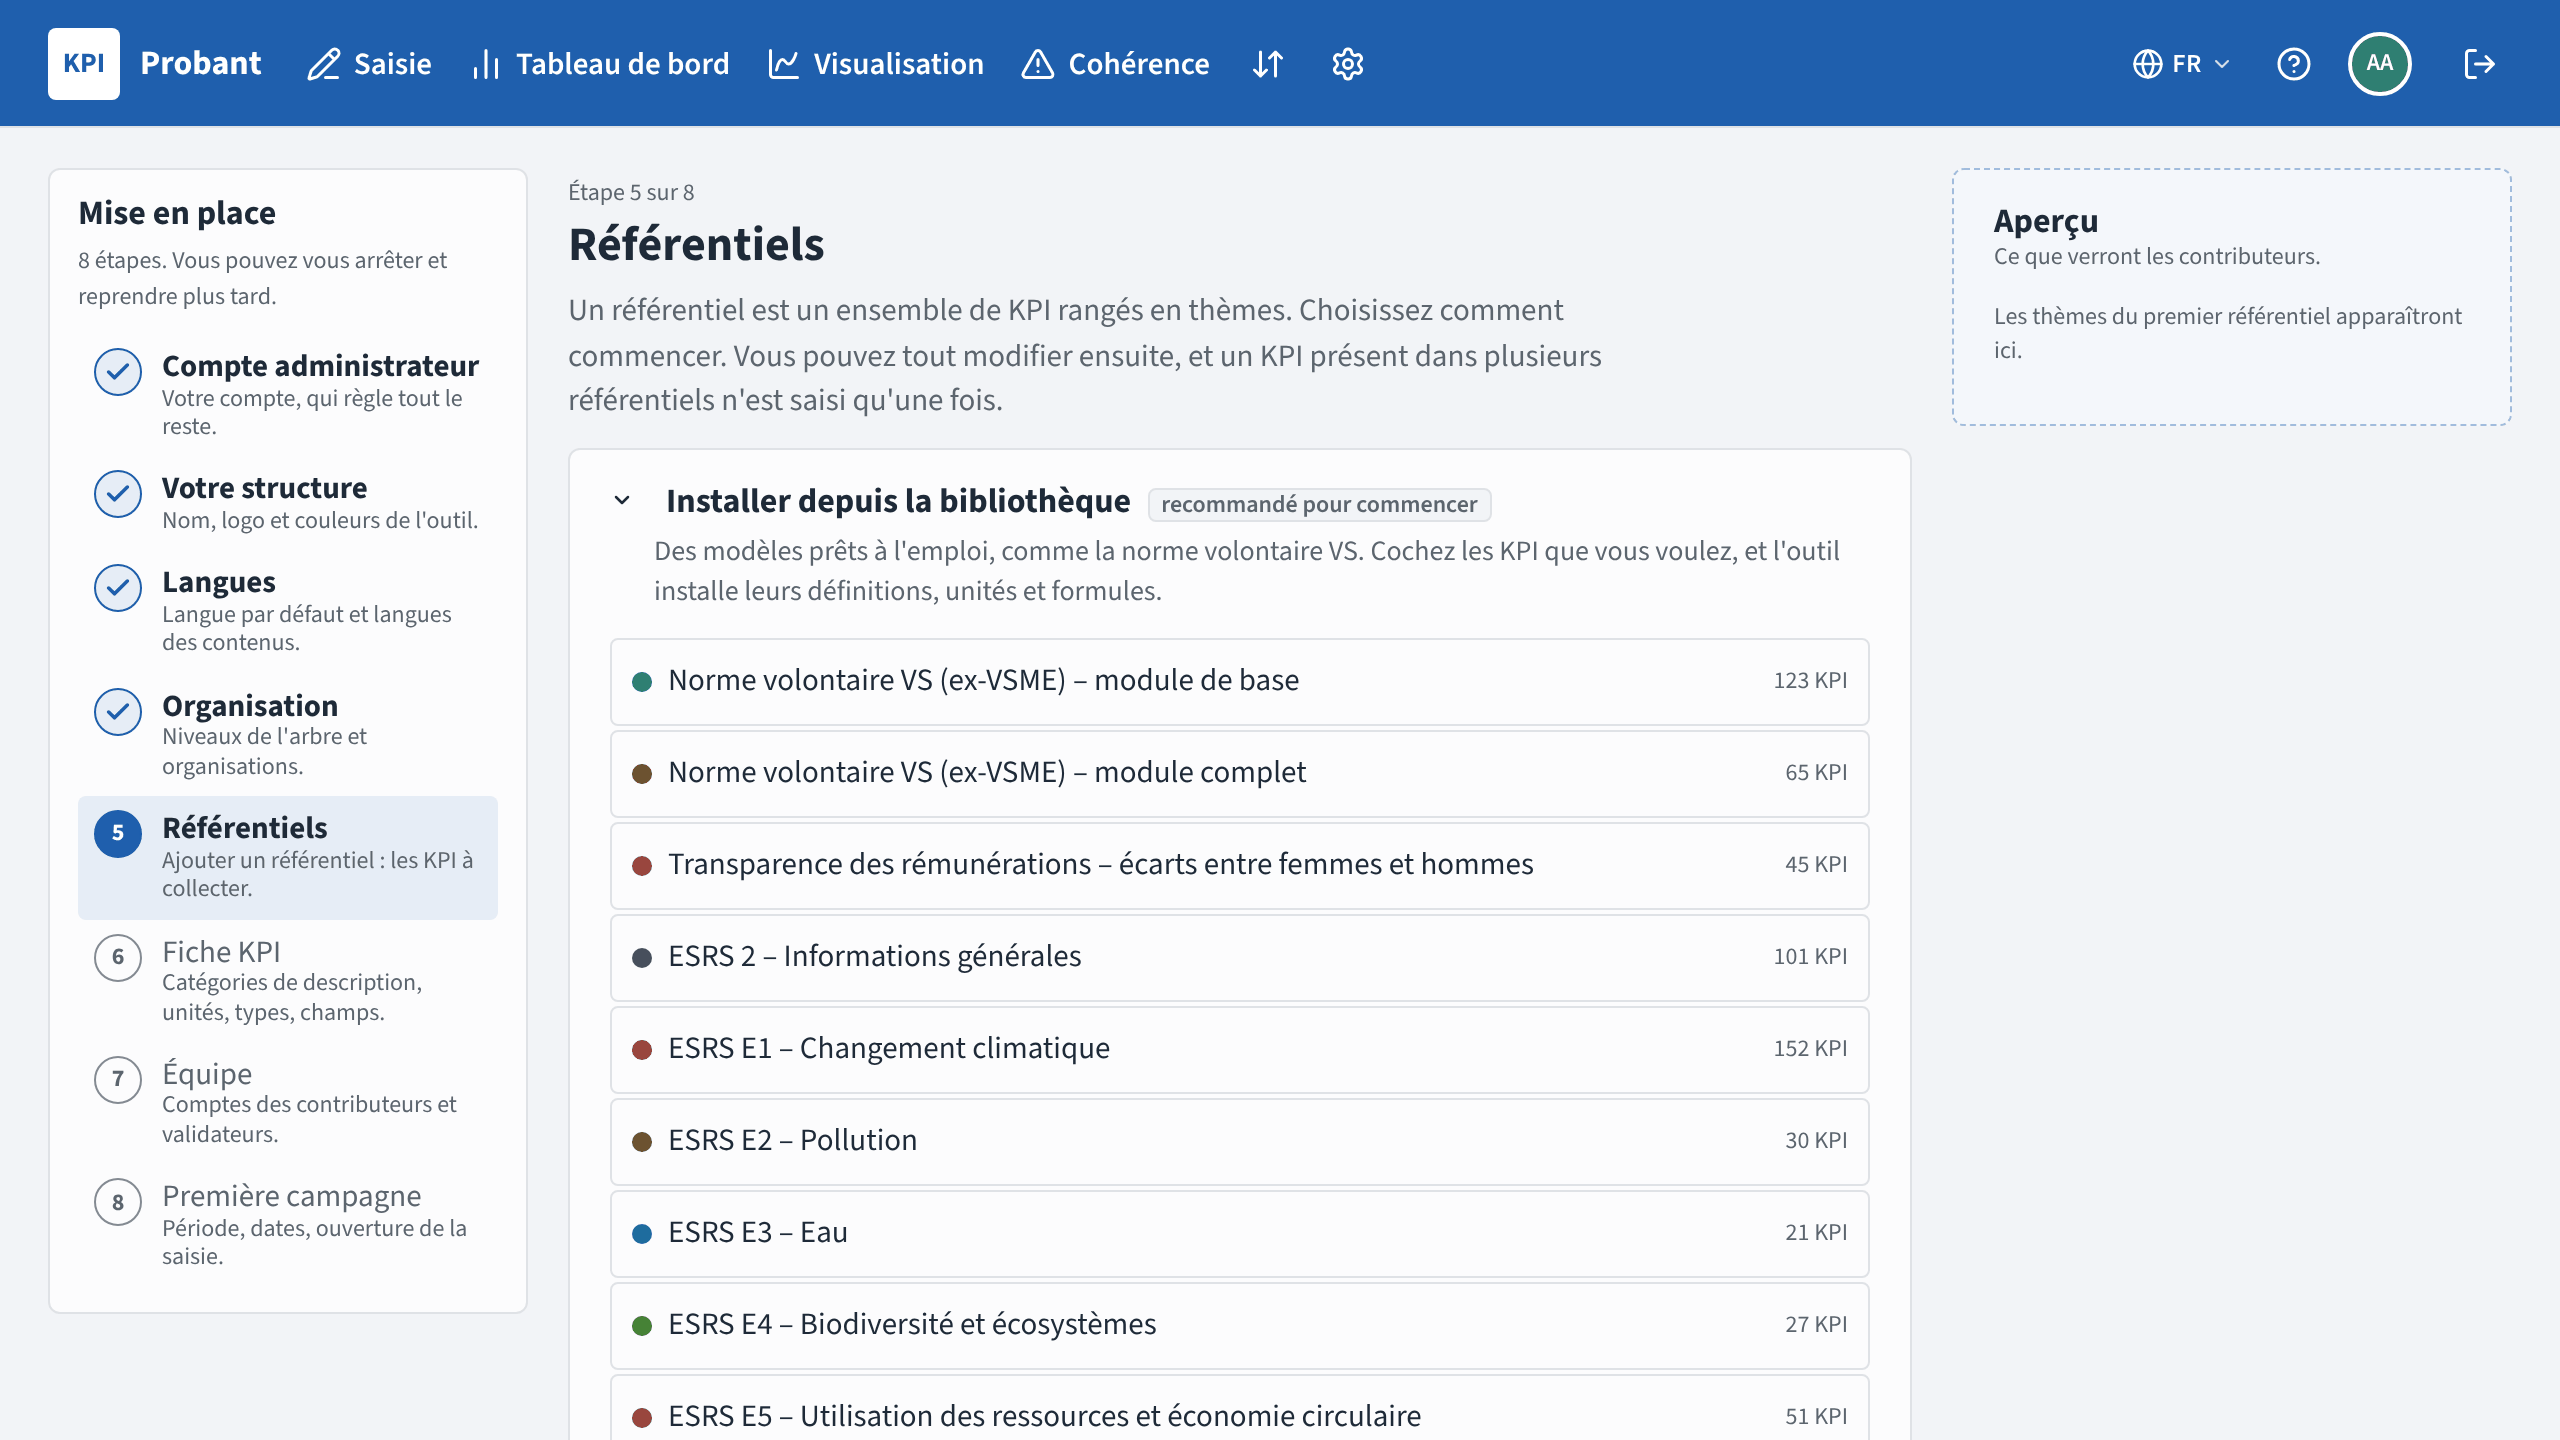 KPI Probant Saisie Tableau de bord Visualisation Cohérence FR AA
Mise en place
8 étapes. Vous pouvez vous arrêter et
reprendre plus tard.
Compte administrateur
Votre compte, qui règle tout le
reste.
Votre structure
Nom, logo et couleurs de l'outil.
Langues
Langue par défaut et langues
des contenus.
Organisation
Niveaux de l'arbre et
organisations.
5 Référentiels
Ajouter un référentiel : les KPI à
collecter.
6 Fiche KPI
Catégories de description,
unités, types, champs.
7 Équipe
Comptes des contributeurs et
validateurs.
8 Première campagne
Période, dates, ouverture de la
saisie.
Étape 5 sur 8
Référentiels
Un référentiel est un ensemble de KPI rangés en thèmes. Choisissez comment
commencer. Vous pouvez tout modifier ensuite, et un KPI présent dans plusieurs
référentiels n'est saisi qu'une fois.
Installer depuis la bibliothèque recommandé pour commencer
Des modèles prêts à l'emploi, comme la norme volontaire VS. Cochez les KPI que vous voulez, et l'outil
installe leurs définitions, unités et formules.
Norme volontaire VS (ex-VSME) – module de base 123 KPI
Norme volontaire VS (ex-VSME) – module complet 65 KPI
Transparence des rémunérations – écarts entre femmes et hommes 45 KPI
ESRS 2 – Informations générales 101 KPI
ESRS E1 – Changement climatique 152 KPI
ESRS E2 – Pollution 30 KPI
ESRS E3 – Eau 21 KPI
ESRS E4 – Biodiversité et écosystèmes 27 KPI
ESRS E5 – Utilisation des ressources et économie circulaire 51 KPI
Aperçu
Ce que verront les contributeurs.
Les thèmes du premier référentiel apparaîtront
ici.